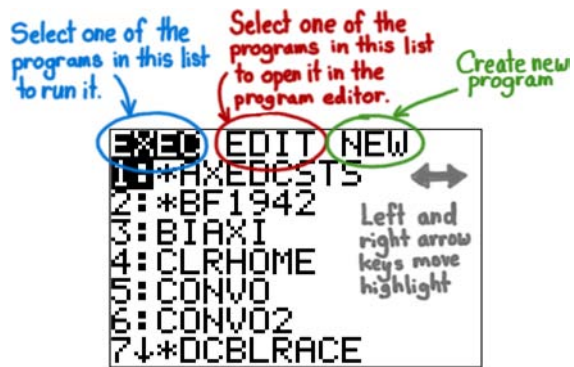 Select one of the
programs in this list
to run it.
Select one of the
programs in this list
to open it in the
program editor.
Create new
program
EXEC EDIT NEW
1:*AXEDCSTS
2:*BF1942
3:BIAXI
4:CLRHOME
5:CONVO
6:CONVO2
7↓*DCBLRACE
Left and
right arrow
keys move
highlight